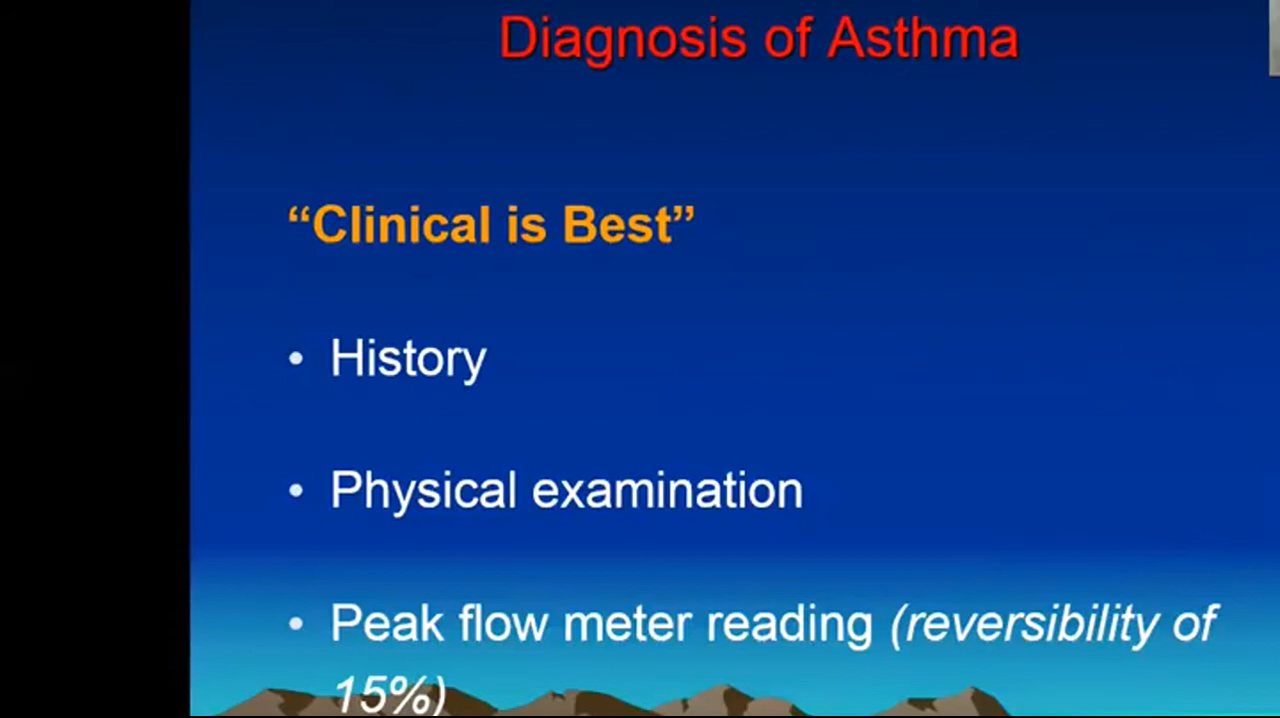 Diagnosis of Asthma
“Clinical is Best”
• History
• Physical examination
• Peak flow meter reading (reversibility of
15%)